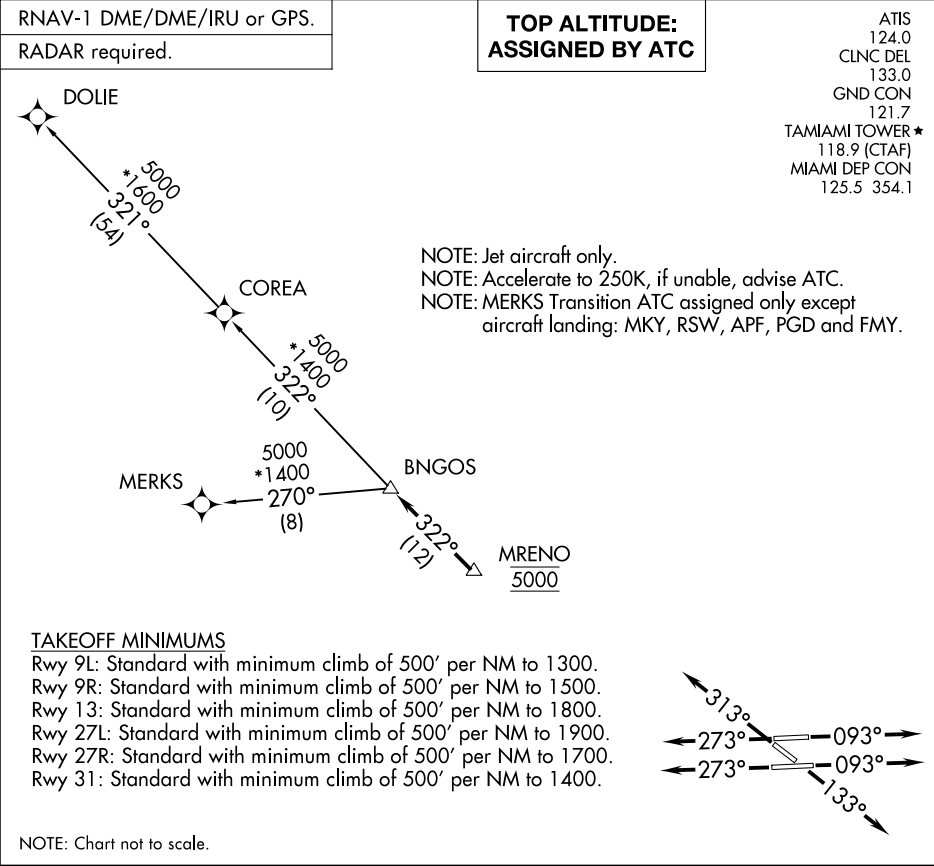 RNAV-1 DME/DME/IRU or GPS.
RADAR required.
TOP ALTITUDE:
ASSIGNED BY ATC
ATIS
124.0
CLNC DEL
133.0
GND CON
121.7
TAMIAMI TOWER★
118.9 (CTAF)
MIAMI DEP CON
125.5 354.1
DOLIE
5000
*1600
321°
(54)
NOTE: Jet aircraft only.
NOTE: Accelerate to 250K, if unable, advise ATC.
NOTE: MERKS Transition ATC assigned only except
aircraft landing: MKY, RSW, APF, PGD and FMY.
COREA
5000
*1400
322°
(10)
5000
*1400
270°
(8)
MERKS
BNGOS
322°
(12)
MRENO
5000
TAKEOFF MINIMUMS
Rwy 9L: Standard with minimum climb of 500' per NM to 1300.
Rwy 9R: Standard with minimum climb of 500' per NM to 1500.
Rwy 13: Standard with minimum climb of 500' per NM to 1800.
Rwy 27L: Standard with minimum climb of 500' per NM to 1900.
Rwy 27R: Standard with minimum climb of 500' per NM to 1700.
Rwy 31: Standard with minimum climb of 500' per NM to 1400.
313°
273° 093°
273° 093°
133°
NOTE: Chart not to scale.